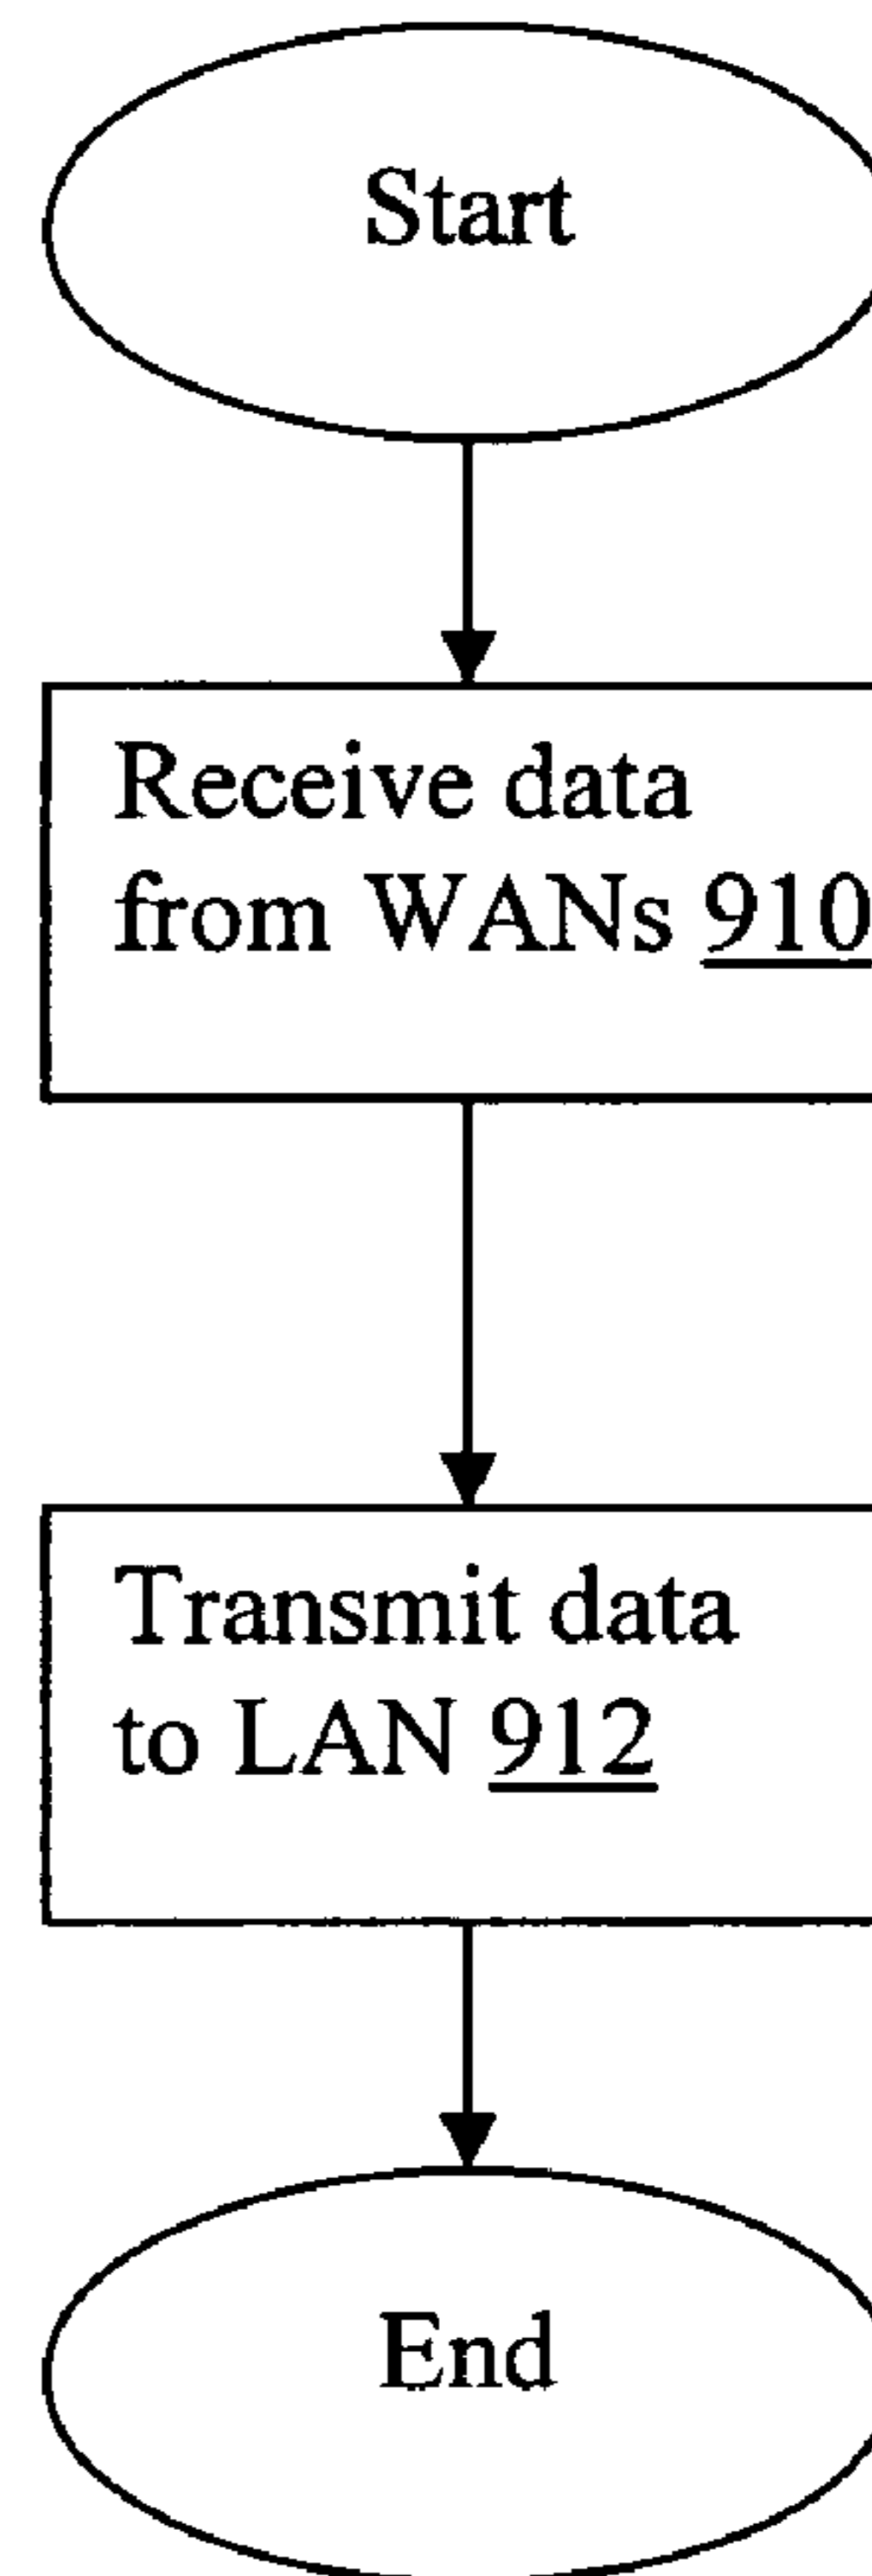 Start
Receive data
from WANs 910
Transmit data
to LAN 912
End